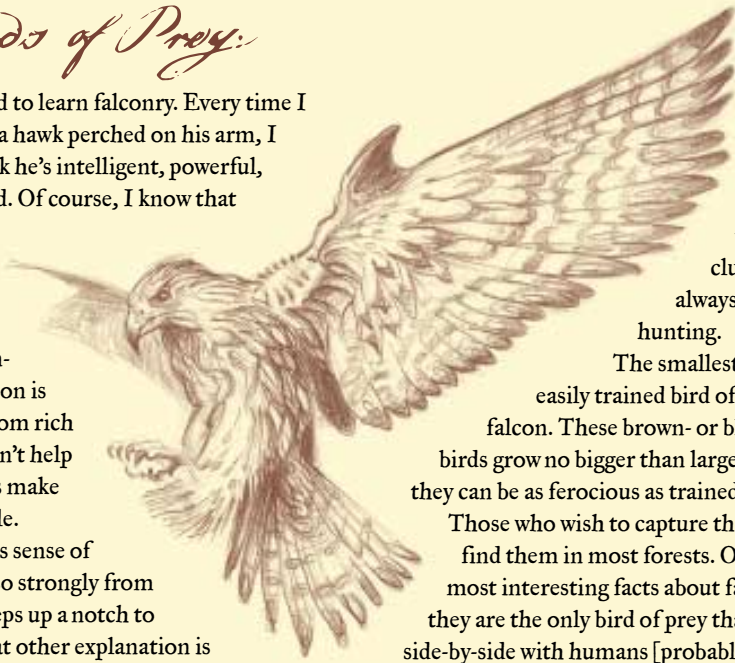 ds of Prey:
d to learn falconry. Every time I
a hawk perched on his arm, I
k he's intelligent, powerful,
d. Of course, I know that
n-
on is
om rich
n't help
s make
le.
s sense of
o strongly from
eps up a notch to
at other explanation is
clu
always
hunting.
The smallest
easily trained bird of
falcon. These brown- or b
birds grow no bigger than large
they can be as ferocious as trained
Those who wish to capture th
find them in most forests. O
most interesting facts about fa
they are the only bird of prey tha
side-by-side with humans [probabl